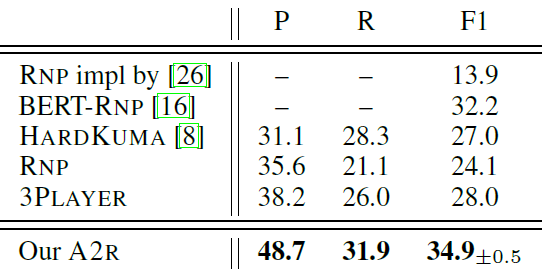 P R F1
RNP impl by [26] – – 13.9
BERT-RNP [16] – – 32.2
HARDKUMA [8] 31.1 28.3 27.0
RNP 35.6 21.1 24.1
3PLAYER 38.2 26.0 28.0
Our A2R 48.7 31.9 34.9±0.5